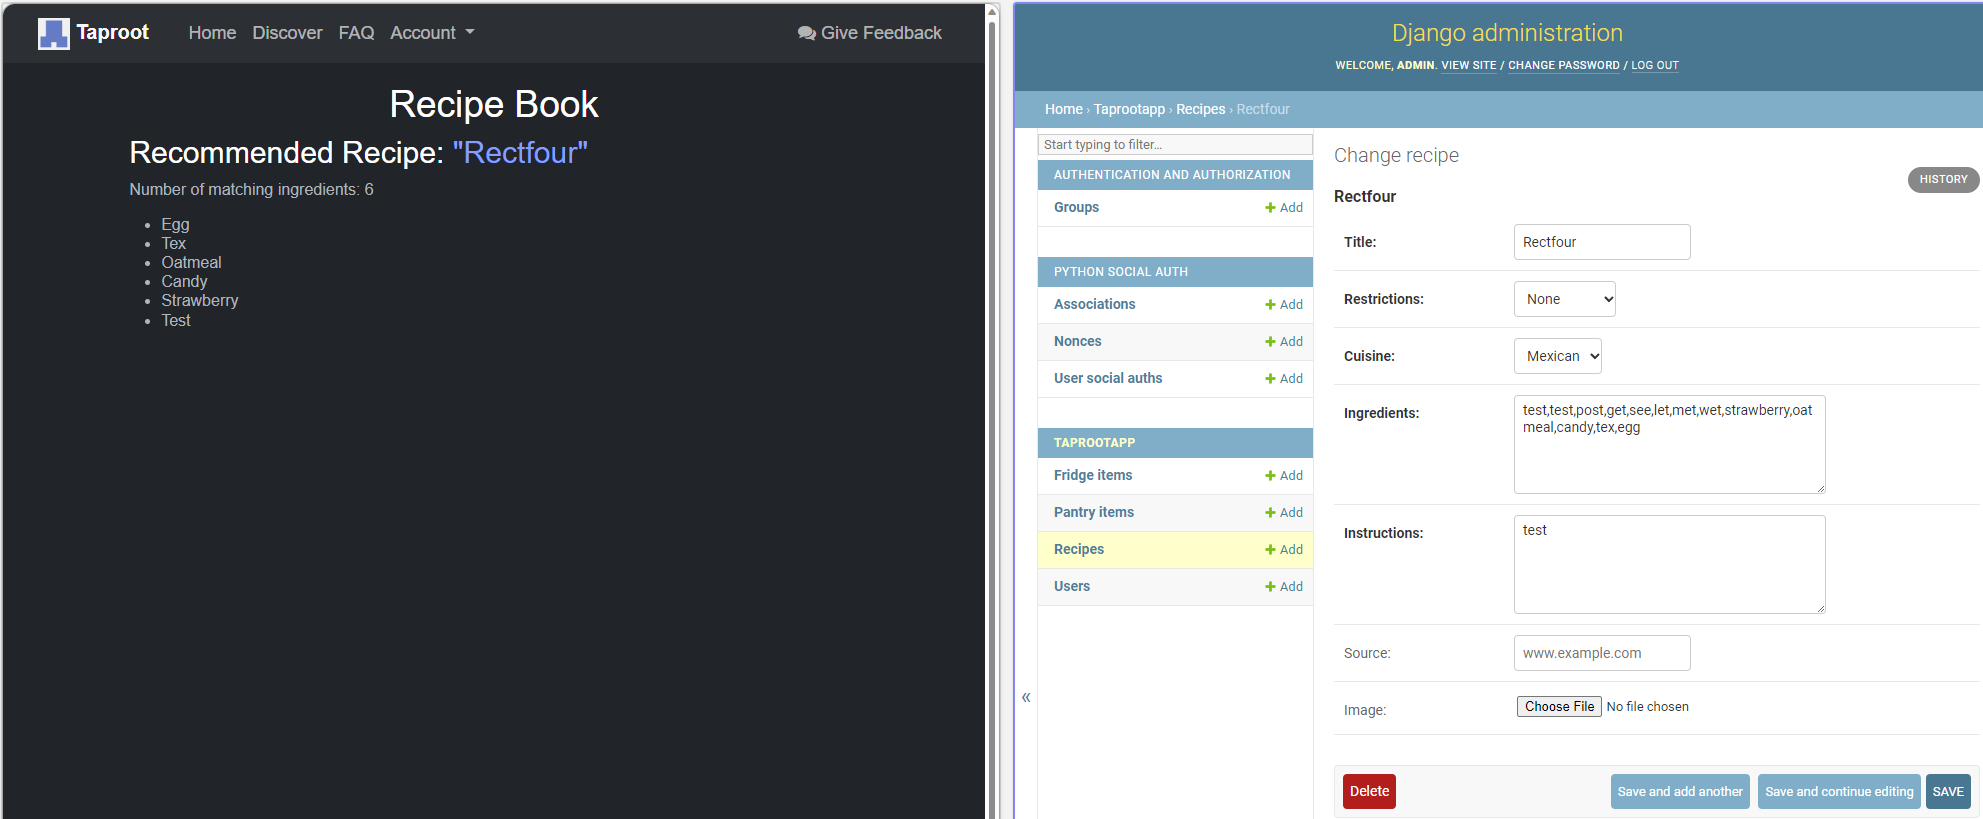 Taproot Home Discover FAQ Account Give Feedback
Recipe Book
Recommended Recipe: "Rectfour"
Number of matching ingredients: 6
Egg
Tex
Oatmeal
Candy
Strawberry
Test
Django administration
WELCOME, ADMIN. VIEW SITE / CHANGE PASSWORD / LOG OUT
Home › Taprootapp › Recipes › Rectfour
Start typing to filter...
AUTHENTICATION AND AUTHORIZATION
Groups + Add
PYTHON SOCIAL AUTH
Associations + Add
Nonces + Add
User social auths + Add
TAPROOTAPP
Fridge items + Add
Pantry items + Add
Recipes + Add
Users + Add
«
Change recipe
HISTORY
Rectfour
Title: Rectfour
Restrictions: None
Cuisine: Mexican
Ingredients: test,test,post,get,see,let,met,wet,strawberry,oat
meal,candy,tex,egg
Instructions: test
Source: www.example.com
Image: Choose File No file chosen
Delete Save and add another Save and continue editing SAVE